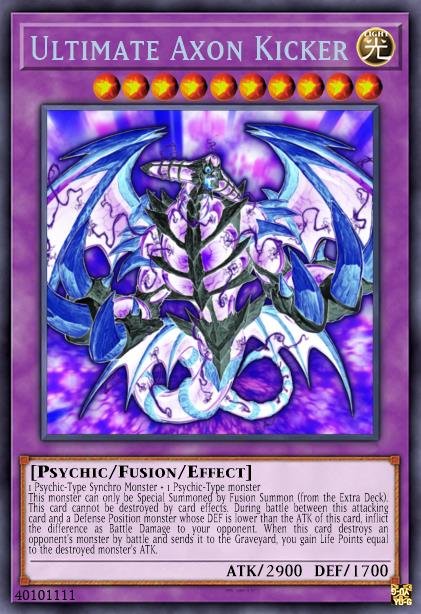 ULTIMATE AXON KICKER
LIGHT
光
[PSYCHIC/FUSION/EFFECT]
1 Psychic-Type Synchro Monster + 1 Psychic-Type monster
This monster can only be Special Summoned by Fusion Summon (from the Extra Deck).
This card cannot be destroyed by card effects. During battle between this attacking
card and a Defense Position monster whose DEF is lower than the ATK of this card, inflict
the difference as Battle Damage to your opponent. When this card destroys an
opponent's monster by battle and sends it to the Graveyard, you gain Life Points equal
to the destroyed monster's ATK.
ATK/2900 DEF/1700
40101111